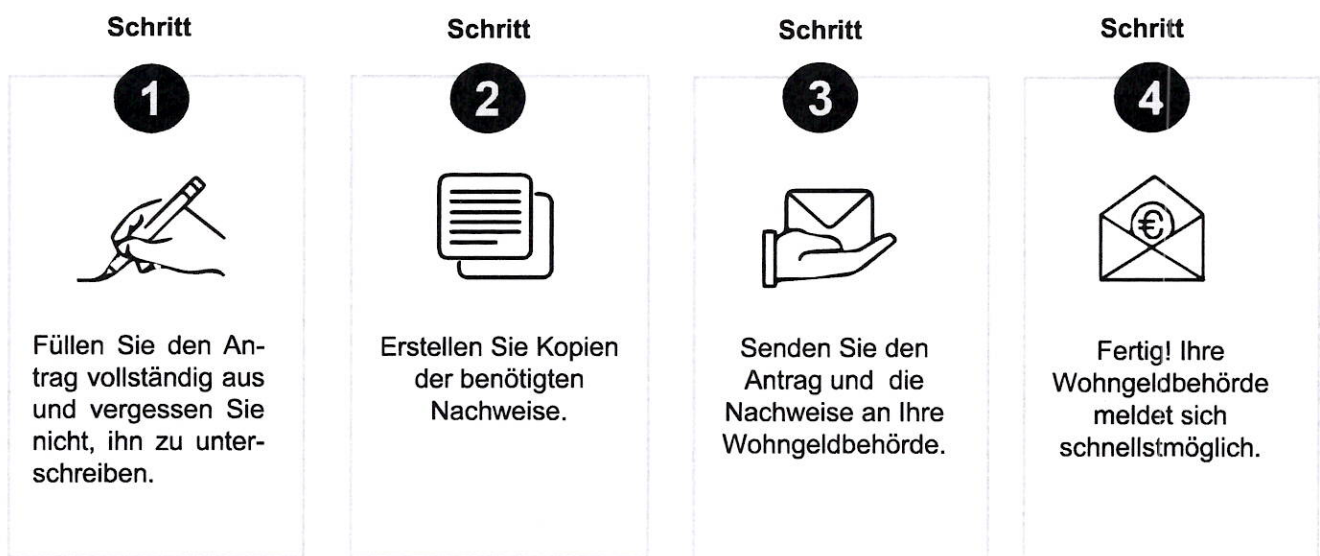 Schritt
1
Füllen Sie den An-
trag vollständig aus
und vergessen Sie
nicht, ihn zu unter-
schreiben.
Schritt
2
Erstellen Sie Kopien
der benötigten
Nachweise.
Schritt
3
Senden Sie den
Antrag und die
Nachweise an Ihre
Wohngeldbehörde.
Schritt
4
€
Fertig! Ihre
Wohngeldbehörde
meldet sich
schnellstmöglich.